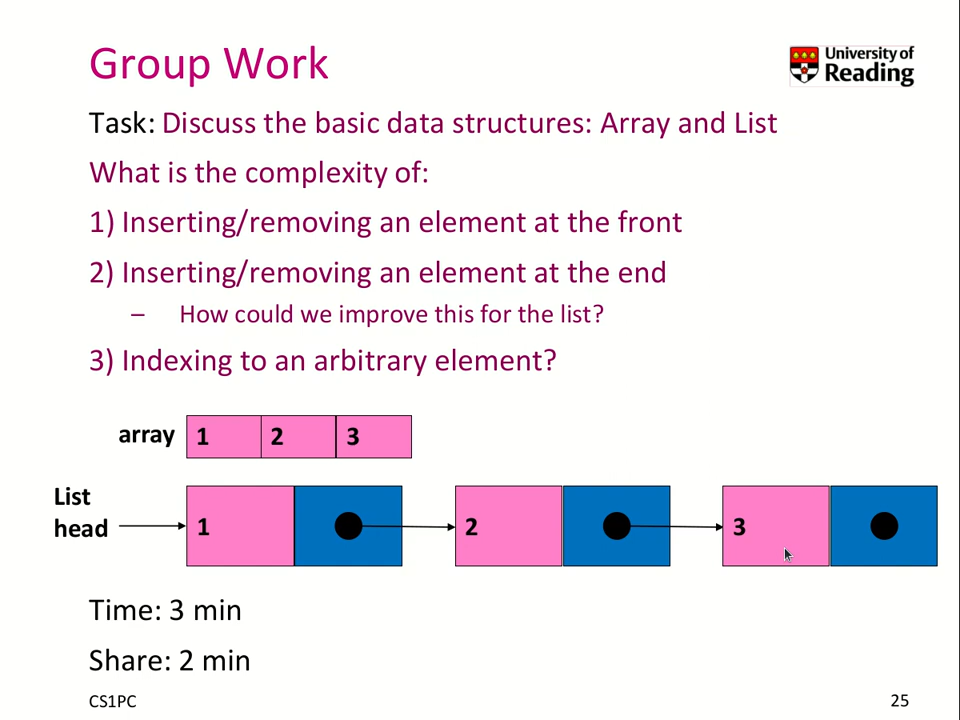 Group Work
University of
Reading
Task: Discuss the basic data structures: Array and List
What is the complexity of:
1) Inserting/removing an element at the front
2) Inserting/removing an element at the end
– How could we improve this for the list?
3) Indexing to an arbitrary element?
array 1 2 3
List
head
1 2 3
Time: 3 min
Share: 2 min
CS1PC 25